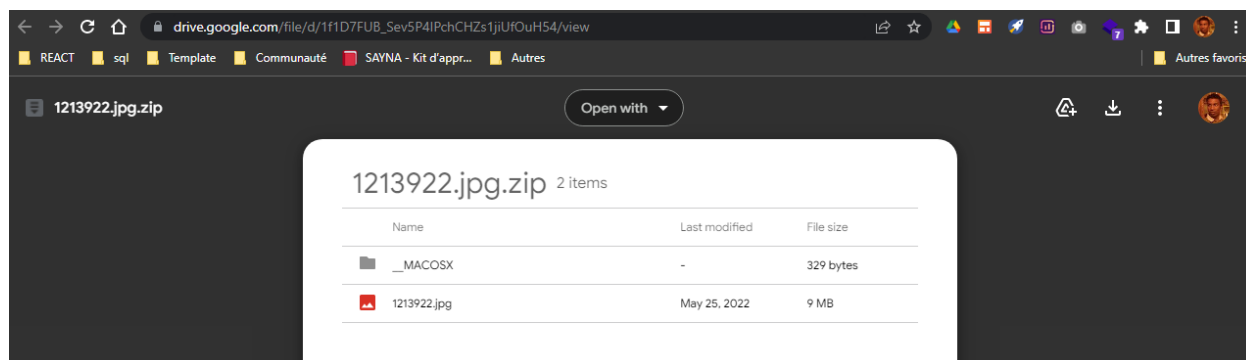 drive.google.com/file/d/1f1D7FUB_Sev5P4IPchCHZs1jiUfOuH54/view
7
REACT sql Template Communauté SAYNA - Kit d'appr... Autres Autres favoris
1213922.jpg.zip Open with
1213922.jpg.zip 2 items
Name Last modified File size
__MACOSX - 329 bytes
1213922.jpg May 25, 2022 9 MB